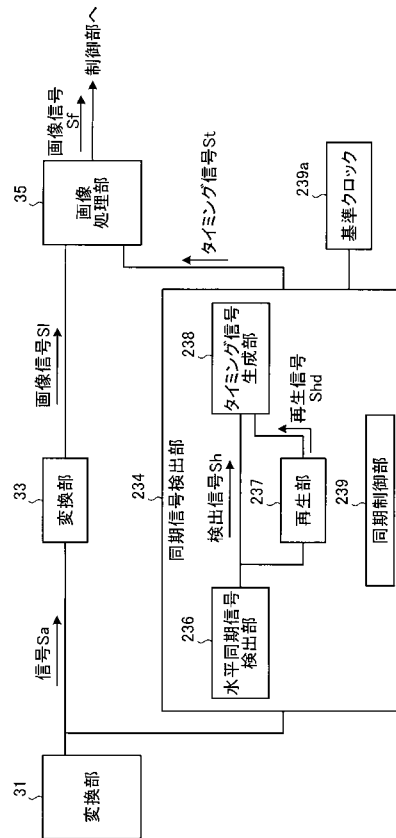 31
変換部
信号Sa
33
変換部
画像信号Sl
35
画像
処理部
画像信号
Sf
制御部へ
タイミング信号St
234
同期信号検出部
236
水平同期信号
検出部
検出信号Sh
237
再生部
再生信号
Shd
238
タイミング信号
生成部
239
同期制御部
239a
基準クロック